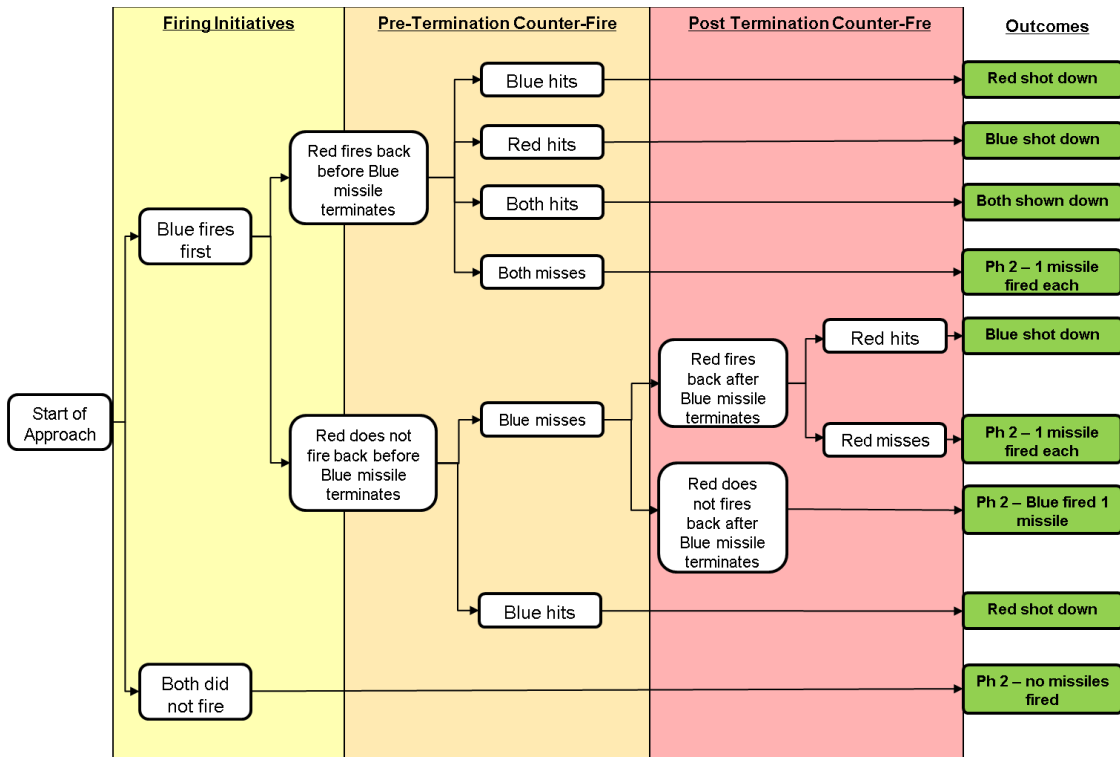 Firing Initiatives
Pre-Termination Counter-Fire
Post Termination Counter-Fre
Outcomes
Start of
Approach
Blue fires
first
Both did
not fire
Red fires back
before Blue
missile
terminates
Red does not
fire back before
Blue missile
terminates
Blue hits
Red hits
Both hits
Both misses
Blue misses
Blue hits
Red fires
back after
Blue missile
terminates
Red does
not fires
back after
Blue missile
terminates
Red hits
Red misses
Red shot down
Blue shot down
Both shown down
Ph 2 – 1 missile
fired each
Blue shot down
Ph 2 – 1 missile
fired each
Ph 2 – Blue fired 1
missile
Red shot down
Ph 2 – no missiles
fired